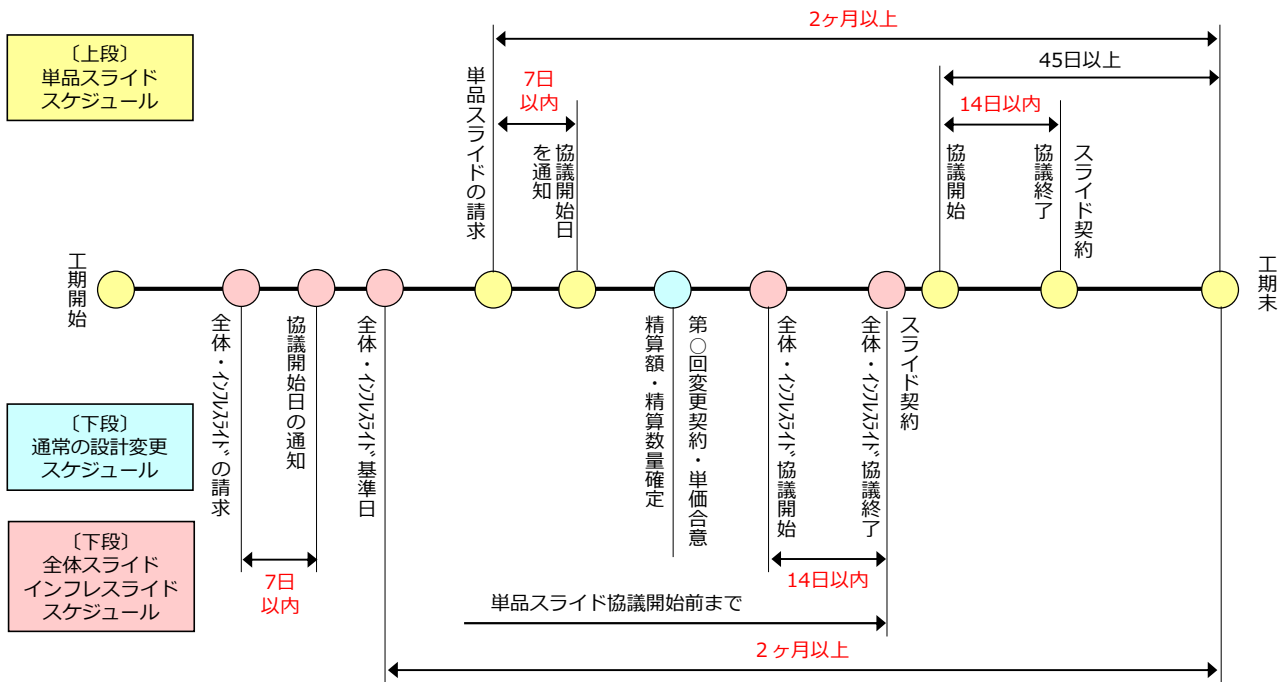 2ヶ月以上
〔上段〕
単品スライド
スケジュール
45日以上
7日
以内
14日以内
単品スライドの請求
協議開始日
を通知
協議開始
協議終了
スライド契約
工期開始
工期末
全体・インフレスライドの請求
協議開始日の通知
全体・インフレスライド基準日
第○回変更契約・単価合意
精算額・精算数量確定
全体・インフレスライド協議開始
スライド契約
全体・インフレスライド協議終了
〔下段〕
通常の設計変更
スケジュール
〔下段〕
全体スライド
インフレスライド
スケジュール
7日
以内
14日以内
単品スライド協議開始前まで
２ヶ月以上